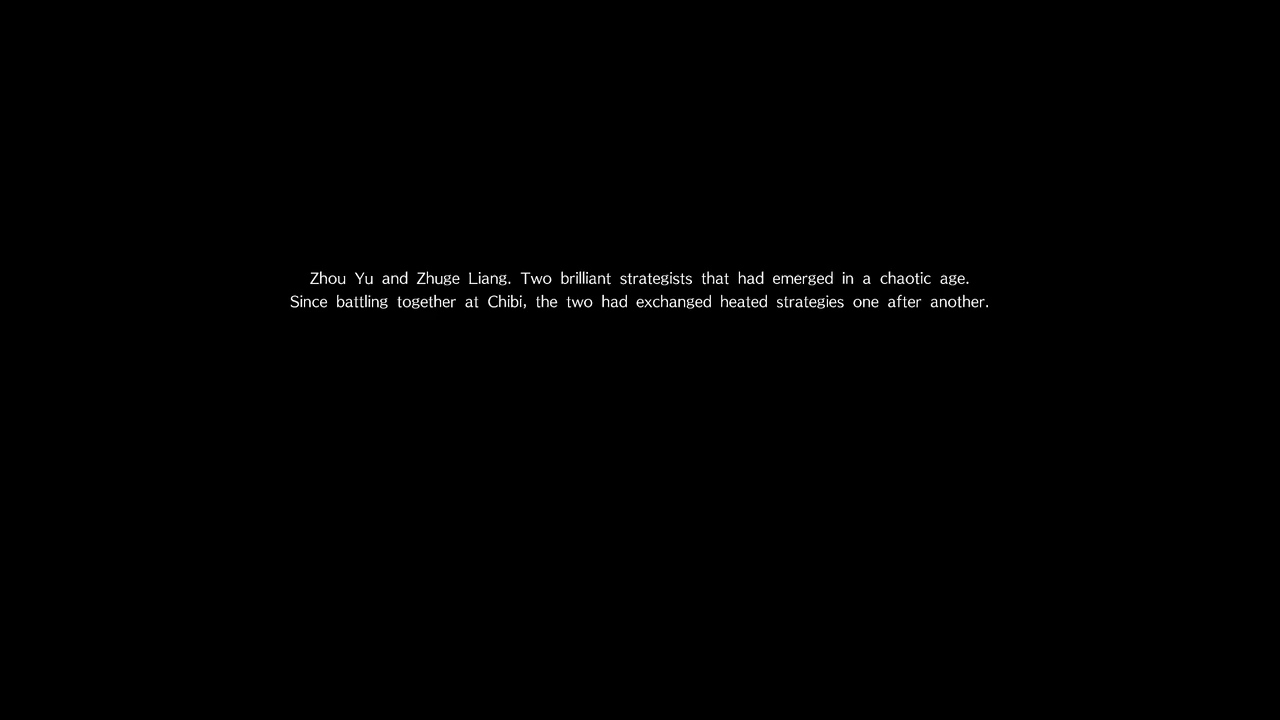 Zhou Yu and Zhuge Liang. Two brilliant strategists that had emerged in a chaotic age.
Since battling together at Chibi, the two had exchanged heated strategies one after another.